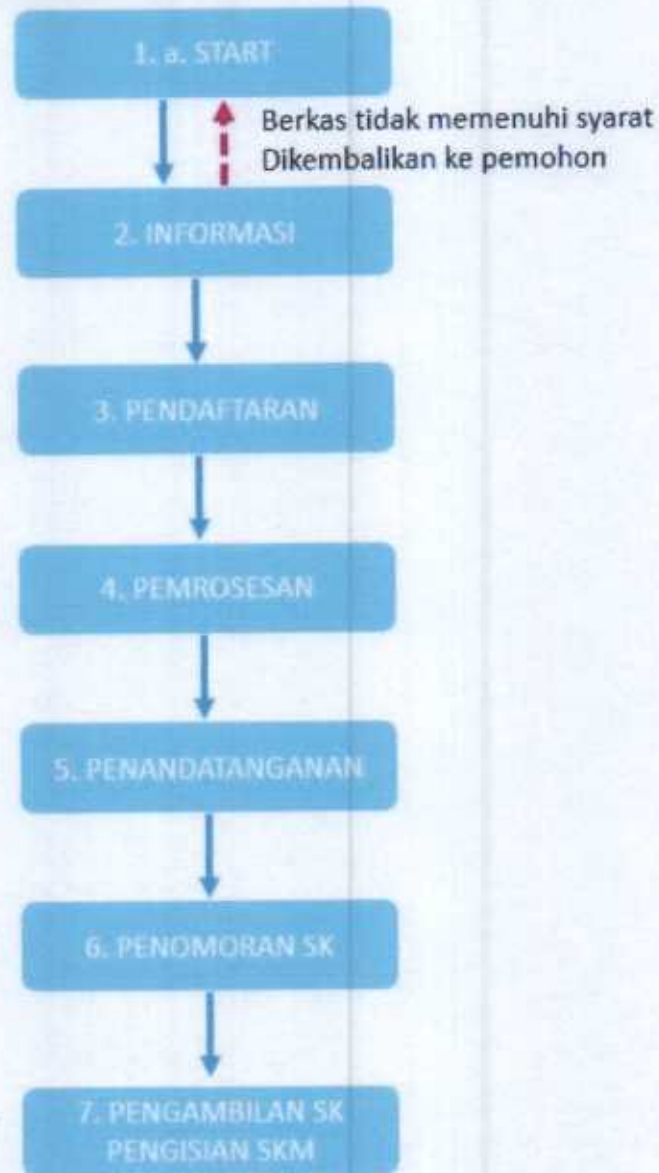 1. a. START
Berkas tidak memenuhi syarat
Dikembalikan ke pemohon
2. INFORMASI
3. PENDAFTARAN
4. PEMROSESAN
5. PENANDATANGANAN
6. PENOMORAN SK
7. PENGAMBILAN SK
PENGISIAN SKM